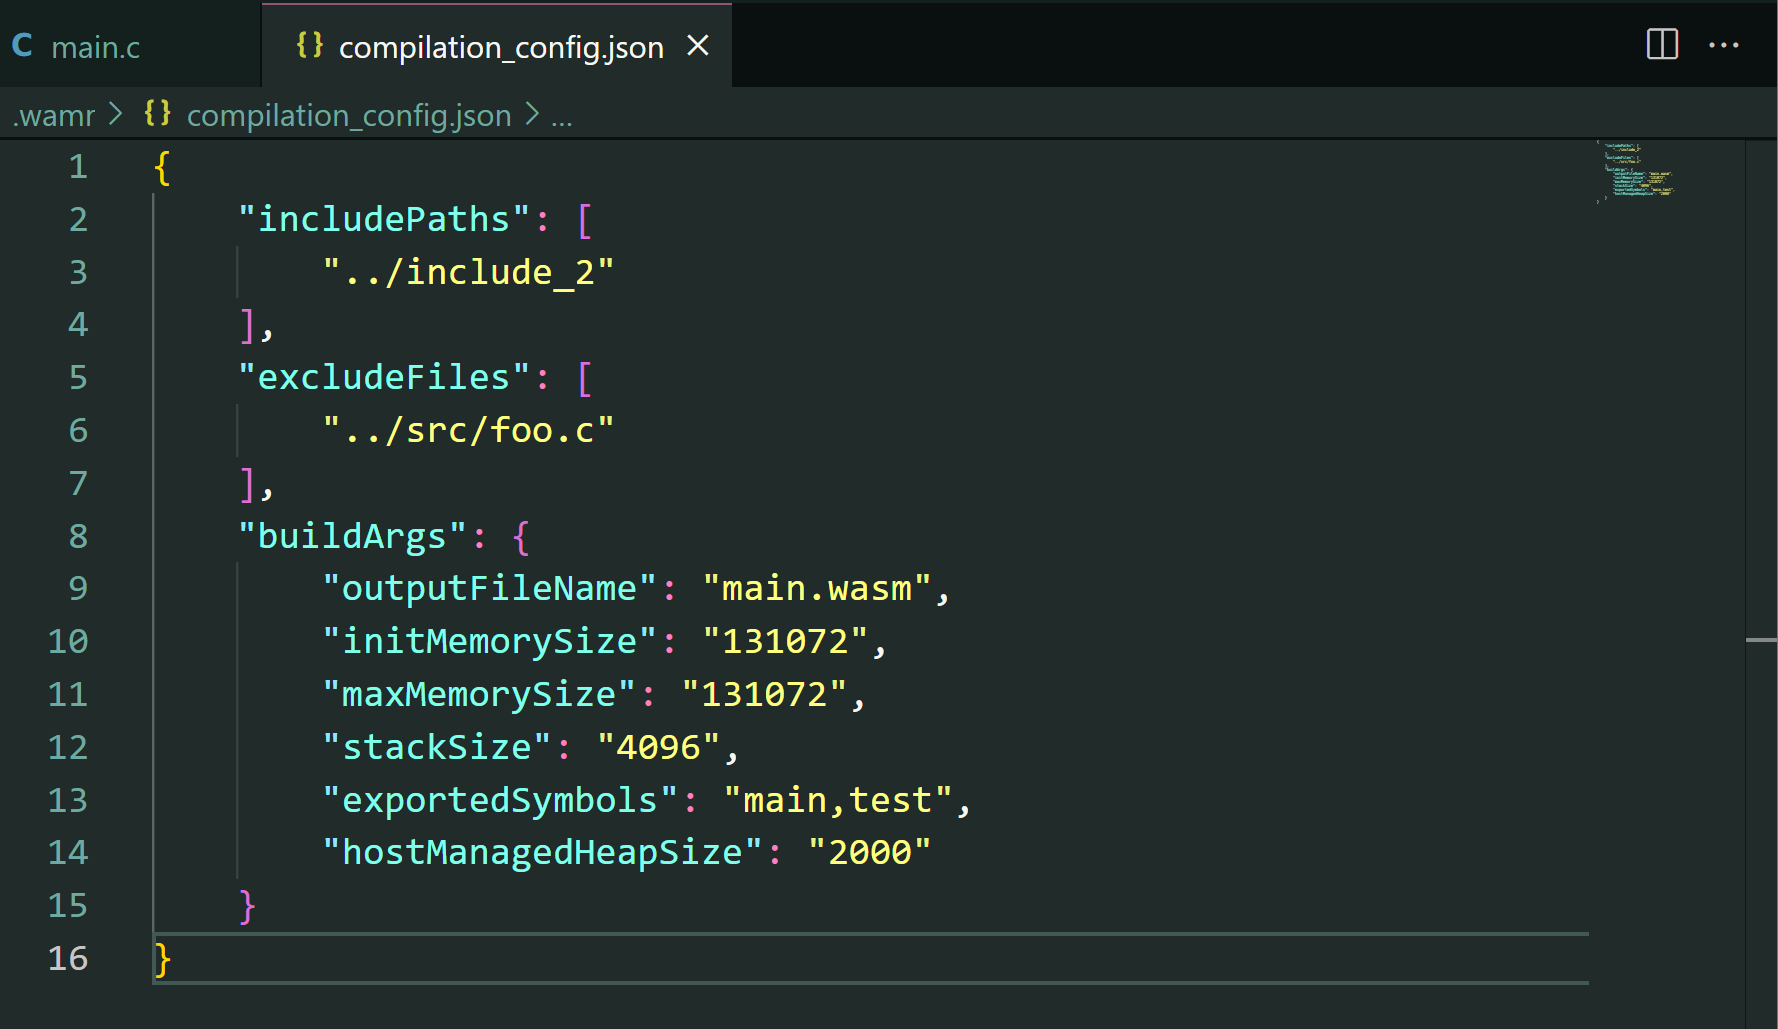 C main.c {} compilation_config.json ×
.wamr > {} compilation_config.json > ...
1 {
2     "includePaths": [
3         "../include_2"
4     ],
5     "excludeFiles": [
6         "../src/foo.c"
7     ],
8     "buildArgs": {
9         "outputFileName": "main.wasm",
10         "initMemorySize": "131072",
11         "maxMemorySize": "131072",
12         "stackSize": "4096",
13         "exportedSymbols": "main,test",
14         "hostManagedHeapSize": "2000"
15     }
16 }